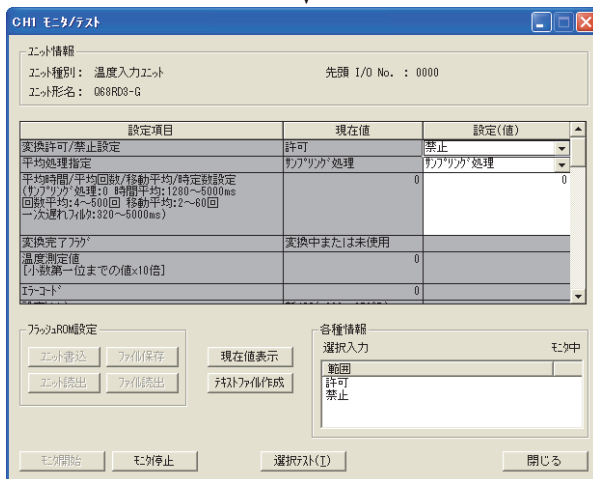 CH1 ﾓﾆﾀ/ﾃｽﾄ
ﾕﾆｯﾄ情報
ﾕﾆｯﾄ種別： 温度入力ﾕﾆｯﾄ 先頭 I/O No. : 0000
ﾕﾆｯﾄ形名： Q68RD3-G
設定項目 現在値 設定(値)
変換許可/禁止設定 許可 禁止
平均処理指定 ｻﾝﾌﾟﾘﾝｸﾞ処理 ｻﾝﾌﾟﾘﾝｸﾞ処理
平均時間/平均回数/移動平均/時定数設定 0 0
(ｻﾝﾌﾟﾘﾝｸﾞ処理:0 時間平均:1280～5000ms
回数平均:4～500回 移動平均:2～60回
一次遅れﾌｨﾙﾀ:320～5000ms)
変換完了ﾌﾗｸﾞ 変換中または未使用
温度測定値 0
[小数第一位までの値x10倍]
ｴﾗｰｺｰﾄﾞ 0
ﾌﾗｯｼｭROM設定
ﾕﾆｯﾄ書込 ﾌｧｲﾙ保存
ﾕﾆｯﾄ読出 ﾌｧｲﾙ読出
現在値表示
ﾃｷｽﾄﾌｧｲﾙ作成
各種情報
選択入力 ﾓﾆﾀ中
範囲
許可
禁止
ﾓﾆﾀ開始 ﾓﾆﾀ停止 選択ﾃｽﾄ(T) 閉じる